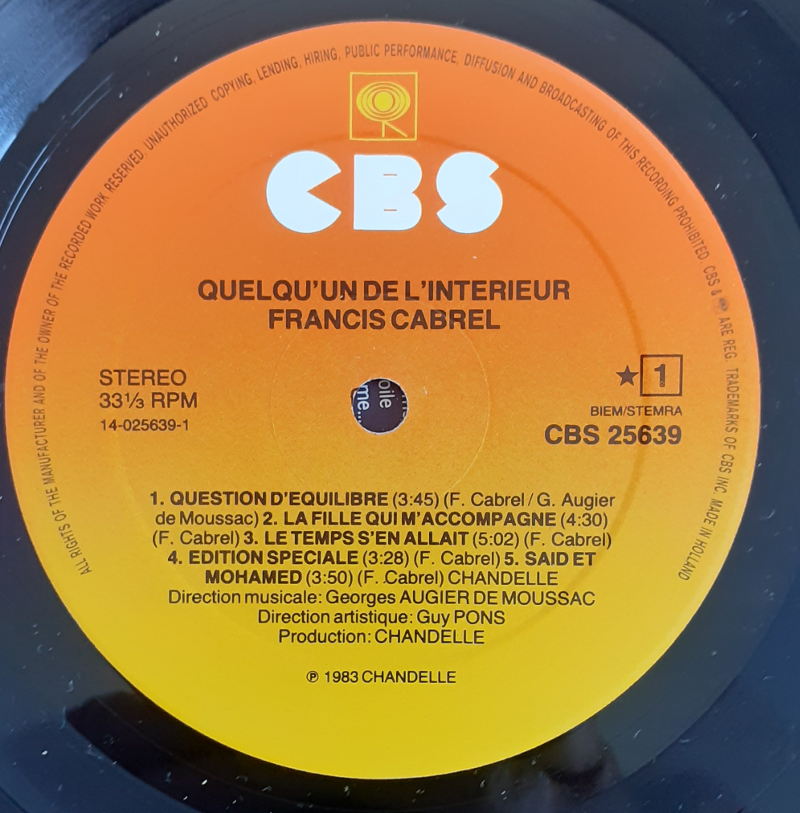 ALL RIGHTS OF THE MANUFACTURER AND OF THE OWNER OF THE RECORDED WORK RESERVED. UNAUTHORIZED COPYING, LENDING, HIRING, PUBLIC PERFORMANCE, DIFFUSION AND BROADCASTING OF THIS RECORDING PROHIBITED. CBS & ARE REG. TRADEMARKS OF CBS INC. MADE IN HOLLAND
CBS
QUELQU'UN DE L'INTERIEUR
FRANCIS CABREL
STEREO
33⅓ RPM
14-025639-1
★ 1
BIEM/STEMRA
CBS 25639
oile
me...
1. QUESTION D'EQUILIBRE (3:45) (F. Cabrel/G. Augier
de Moussac) 2. LA FILLE QUI M'ACCOMPAGNE (4:30)
(F. Cabrel) 3. LE TEMPS S'EN ALLAIT (5:02) (F. Cabrel)
4. EDITION SPECIALE (3:28) (F. Cabrel) 5. SAID ET
MOHAMED (3:50) (F. Cabrel) CHANDELLE
Direction musicale: Georges AUGIER DE MOUSSAC
Direction artistique: Guy PONS
Production: CHANDELLE
℗ 1983 CHANDELLE